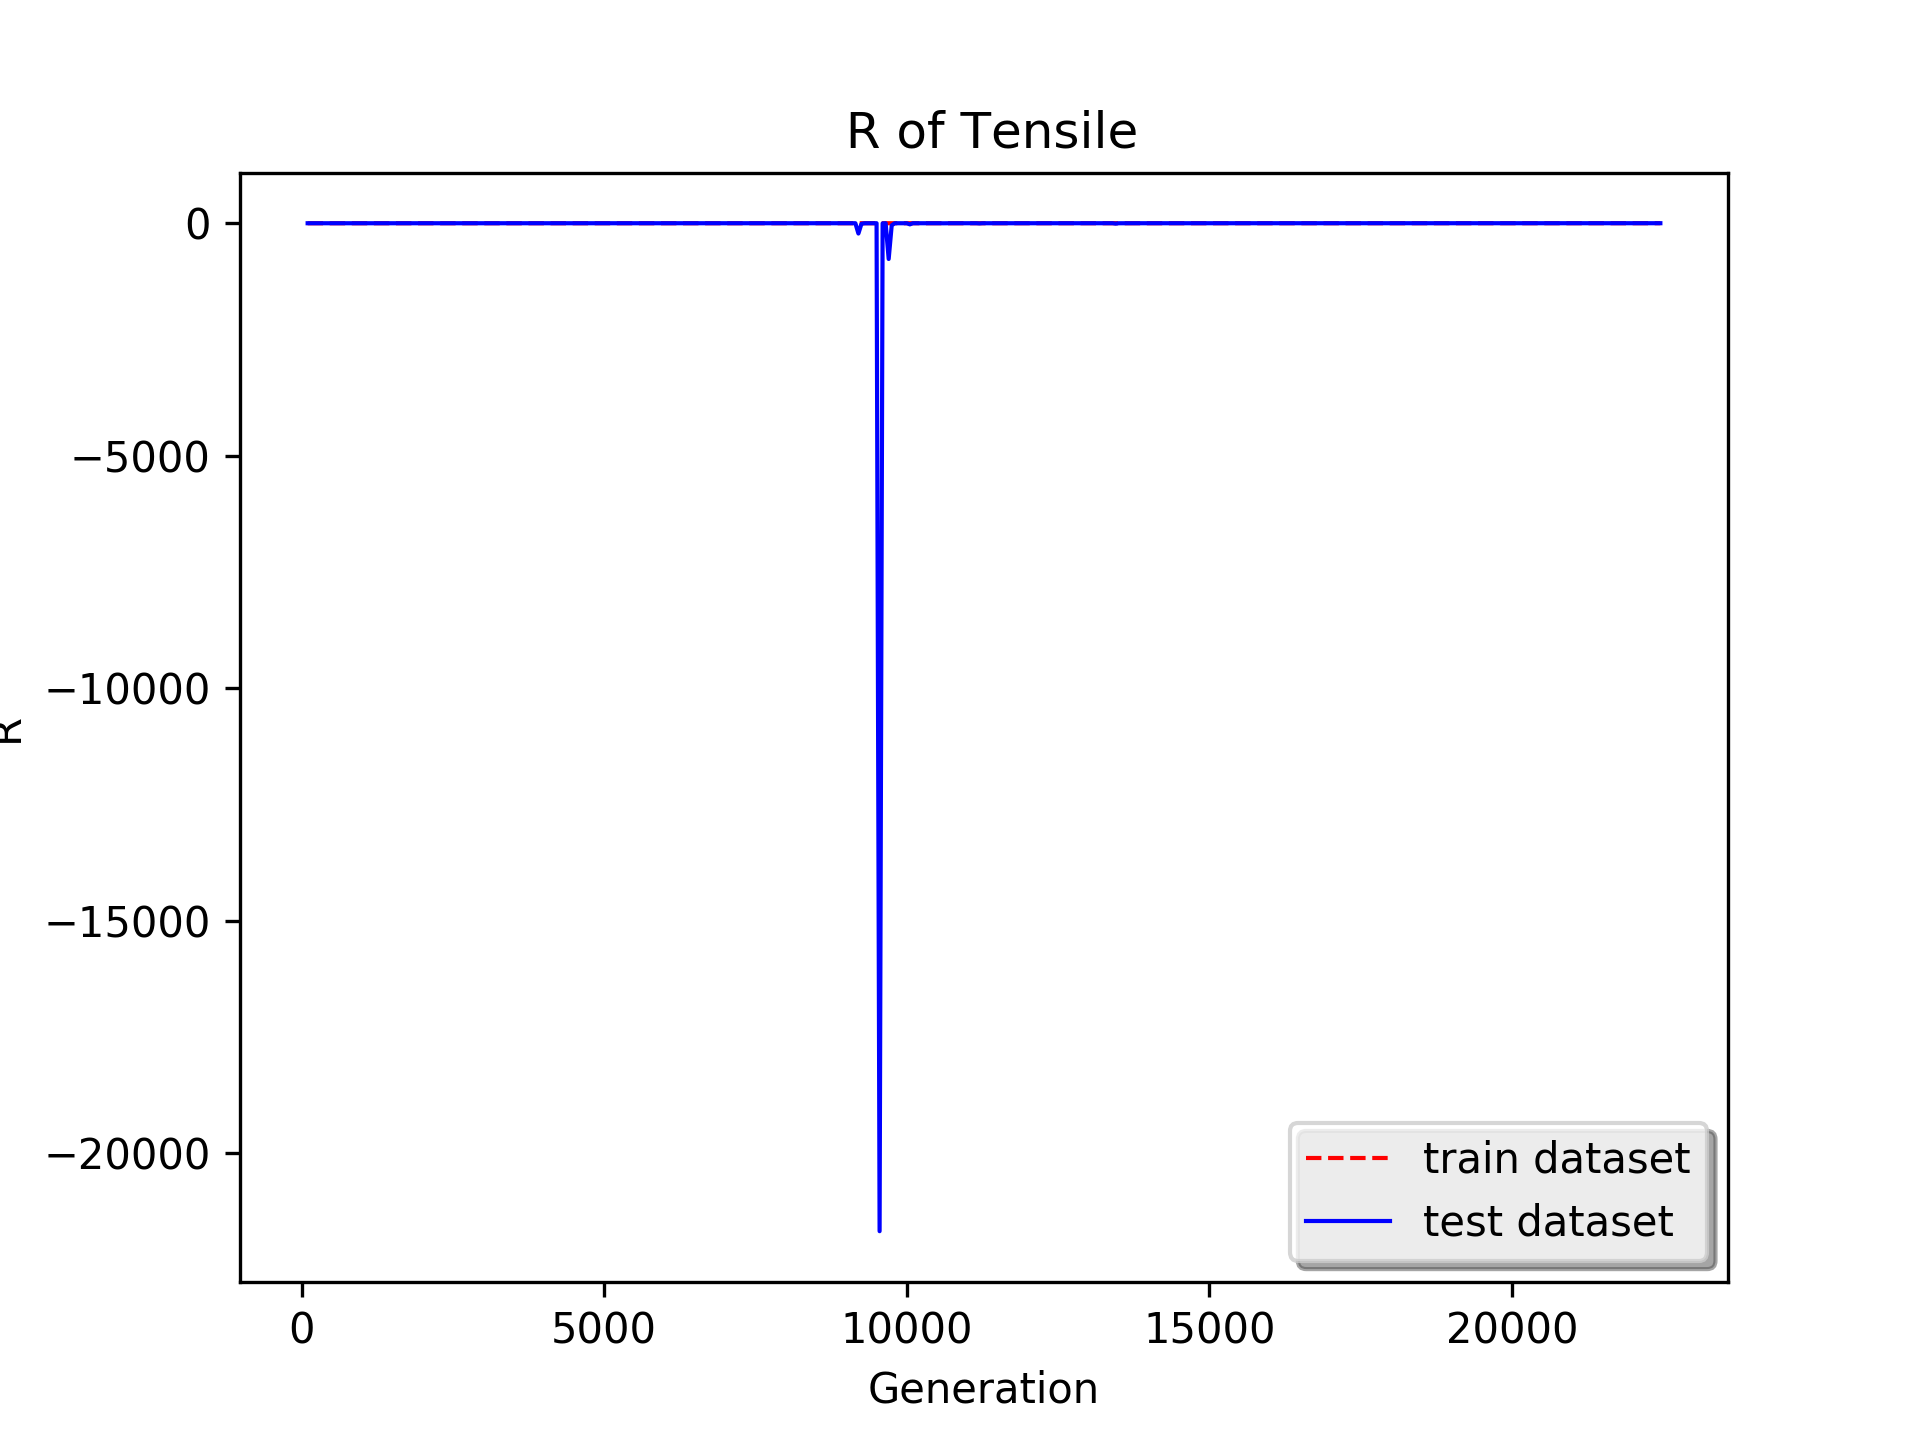 R of Tensile
0
−5000
−10000
−15000
−20000
R
train dataset
test dataset
0 5000 10000 15000 20000
Generation